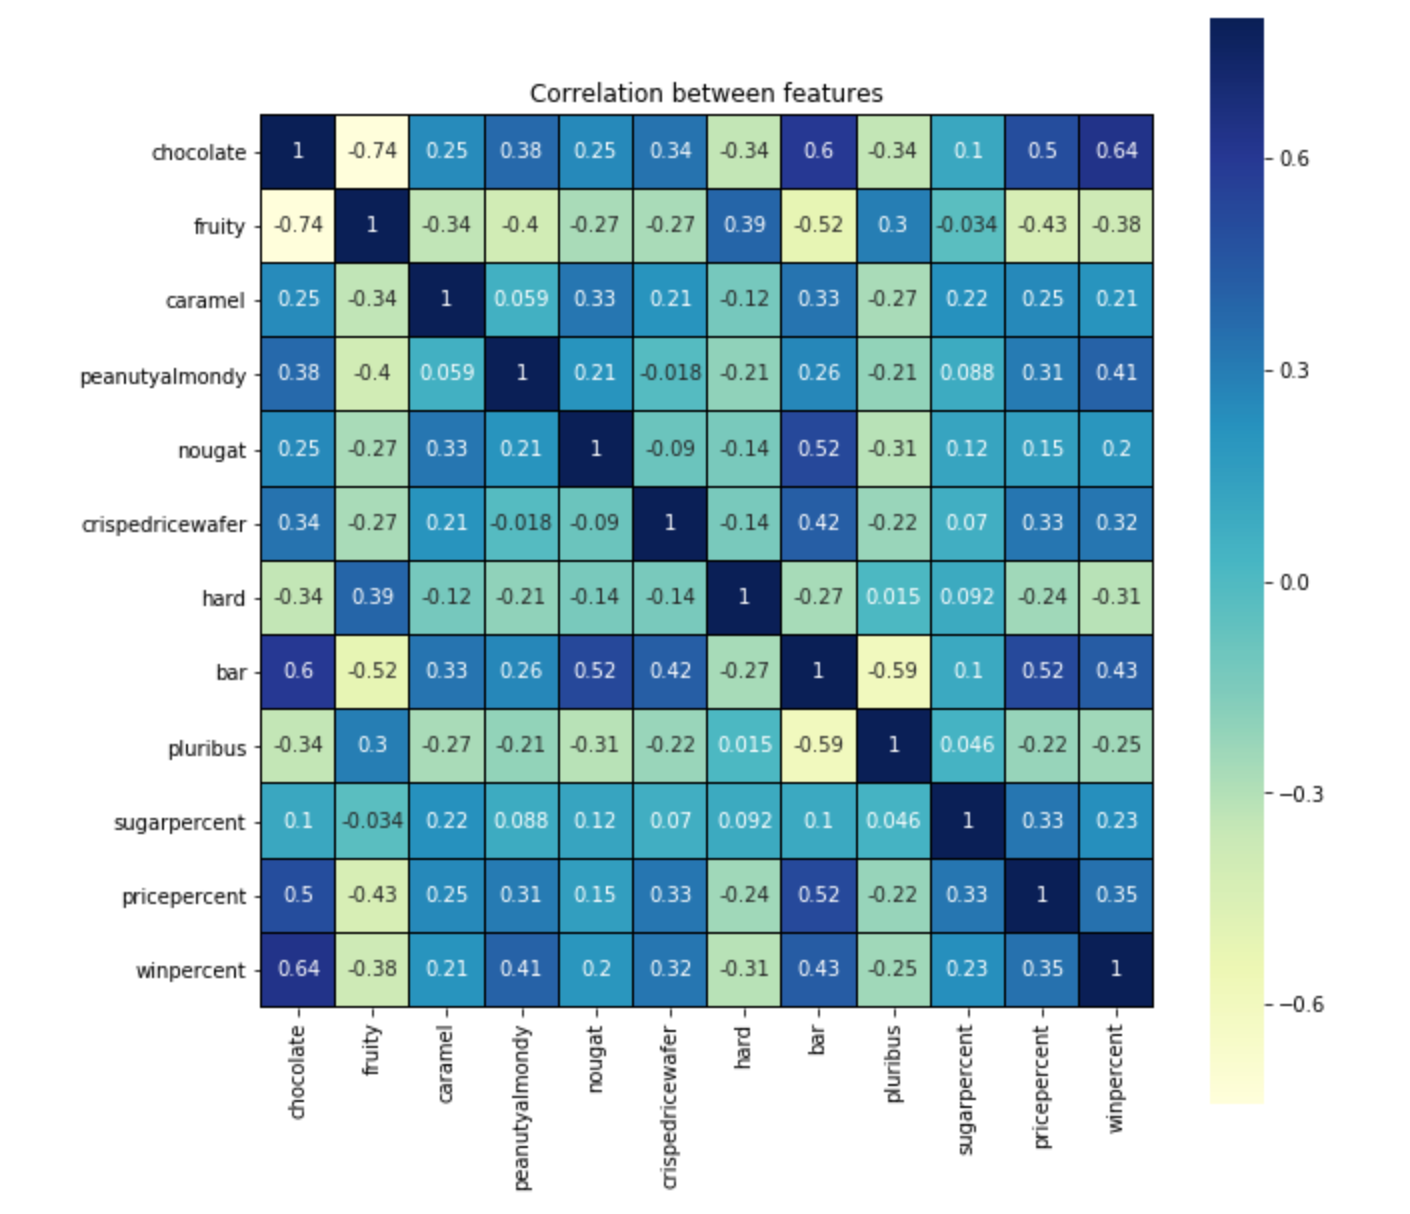 Correlation between features
chocolate 1 -0.74 0.25 0.38 0.25 0.34 -0.34 0.6 -0.34 0.1 0.5 0.64
fruity -0.74 1 -0.34 -0.4 -0.27 -0.27 0.39 -0.52 0.3 -0.034 -0.43 -0.38
caramel 0.25 -0.34 1 0.059 0.33 0.21 -0.12 0.33 -0.27 0.22 0.25 0.21
peanutyalmondy 0.38 -0.4 0.059 1 0.21 -0.018 -0.21 0.26 -0.21 0.088 0.31 0.41
nougat 0.25 -0.27 0.33 0.21 1 -0.09 -0.14 0.52 -0.31 0.12 0.15 0.2
crispedricewafer 0.34 -0.27 0.21 -0.018 -0.09 1 -0.14 0.42 -0.22 0.07 0.33 0.32
hard -0.34 0.39 -0.12 -0.21 -0.14 -0.14 1 -0.27 0.015 0.092 -0.24 -0.31
bar 0.6 -0.52 0.33 0.26 0.52 0.42 -0.27 1 -0.59 0.1 0.52 0.43
pluribus -0.34 0.3 -0.27 -0.21 -0.31 -0.22 0.015 -0.59 1 0.046 -0.22 -0.25
sugarpercent 0.1 -0.034 0.22 0.088 0.12 0.07 0.092 0.1 0.046 1 0.33 0.23
pricepercent 0.5 -0.43 0.25 0.31 0.15 0.33 -0.24 0.52 -0.22 0.33 1 0.35
winpercent 0.64 -0.38 0.21 0.41 0.2 0.32 -0.31 0.43 -0.25 0.23 0.35 1
chocolate
fruity
caramel
peanutyalmondy
nougat
crispedricewafer
hard
bar
pluribus
sugarpercent
pricepercent
winpercent
0.6
0.3
0.0
−0.3
−0.6